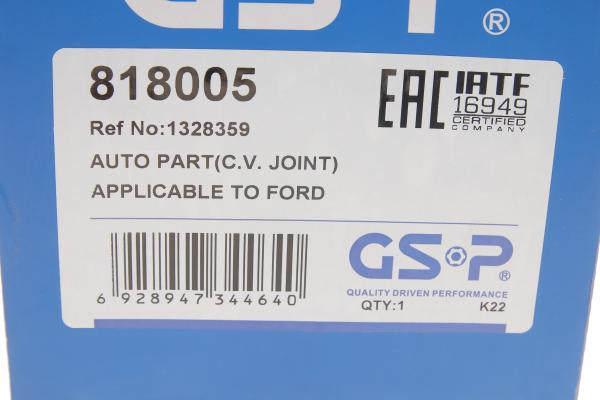 GS-P®
818005
EAC
IATF
16949
CERTIFIED
COMPANY
Ref No:1328359
AUTO PART(C.V. JOINT)
APPLICABLE TO FORD
6 928947 344640
GSP®
QUALITY DRIVEN PERFORMANCE
QTY:1 K22